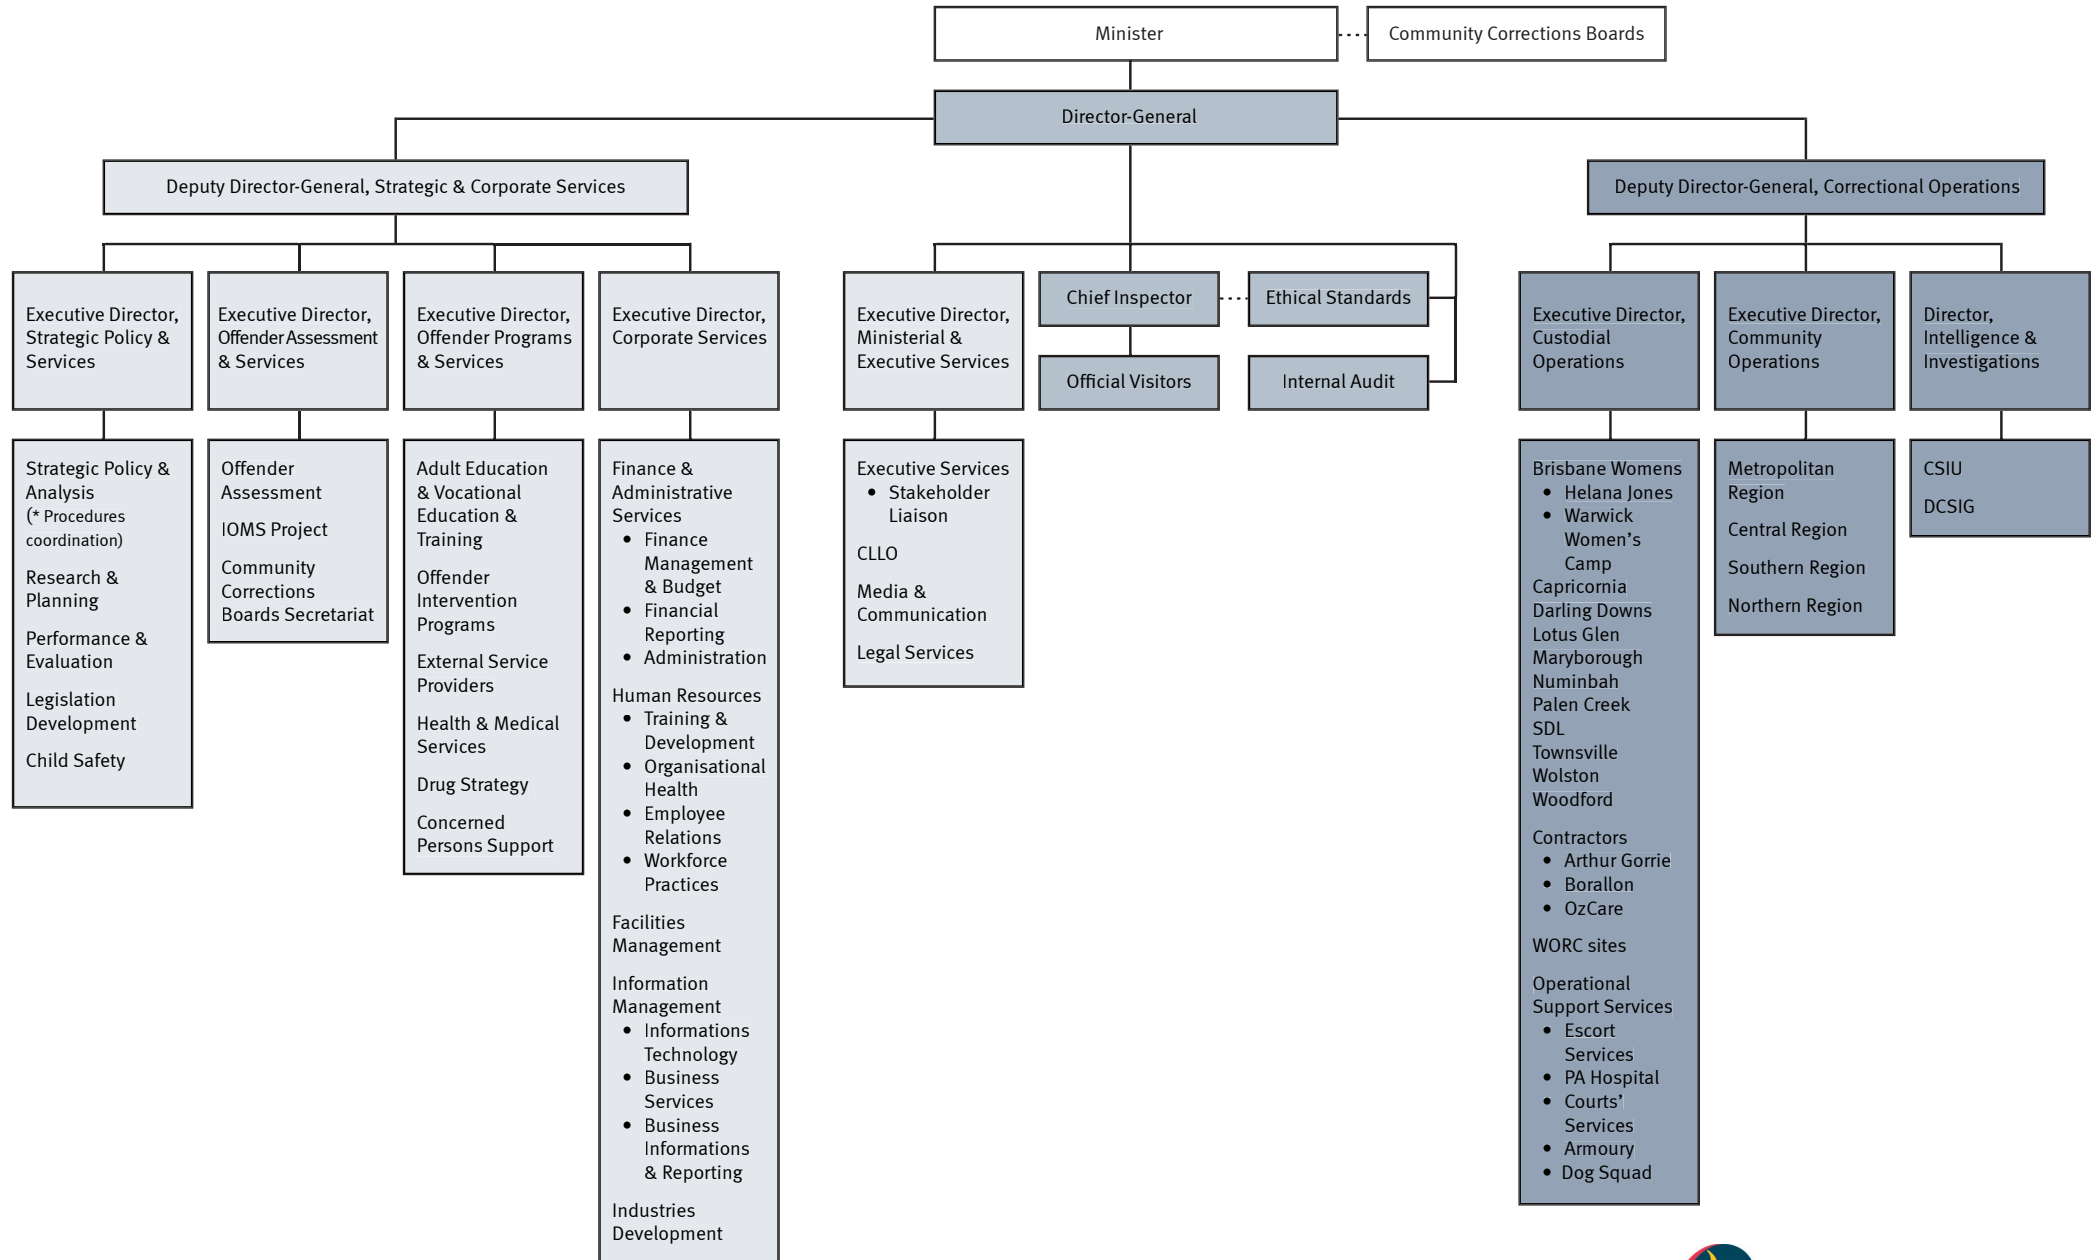 Minister
Community Corrections Boards
Director-General
Deputy Director-General, Strategic & Corporate Services
Deputy Director-General, Correctional Operations
Executive Director,
Strategic Policy &
Services
Executive Director,
Offender Assessment
& Services
Executive Director,
Offender Programs
& Services
Executive Director,
Corporate Services
Executive Director,
Ministerial &
Executive Services
Chief Inspector
Ethical Standards
Official Visitors
Internal Audit
Executive Director,
Custodial
Operations
Executive Director,
Community
Operations
Director,
Intelligence &
Investigations
Strategic Policy &
Analysis
(* Procedures
coordination)
Research &
Planning
Performance &
Evaluation
Legislation
Development
Child Safety
Offender
Assessment
IOMS Project
Community
Corrections
Boards Secretariat
Adult Education
& Vocational
Education &
Training
Offender
Intervention
Programs
External Service
Providers
Health & Medical
Services
Drug Strategy
Concerned
Persons Support
Finance &
Administrative
Services
• Finance
Management
& Budget
• Financial
Reporting
• Administration
Human Resources
• Training &
Development
• Organisational
Health
• Employee
Relations
• Workforce
Practices
Facilities
Management
Information
Management
• Informations
Technology
• Business
Services
• Business
Informations
& Reporting
Industries
Development
Executive Services
• Stakeholder
Liaison
CLLO
Media &
Communication
Legal Services
Brisbane Womens
• Helana Jones
• Warwick
Women’s
Camp
Capricornia
Darling Downs
Lotus Glen
Maryborough
Numinbah
Palen Creek
SDL
Townsville
Wolston
Woodford
Contractors
• Arthur Gorrie
• Borallon
• OzCare
WORC sites
Operational
Support Services
• Escort
Services
• PA Hospital
• Courts’
Services
• Armoury
• Dog Squad
Metropolitan
Region
Central Region
Southern Region
Northern Region
CSIU
DCSIG